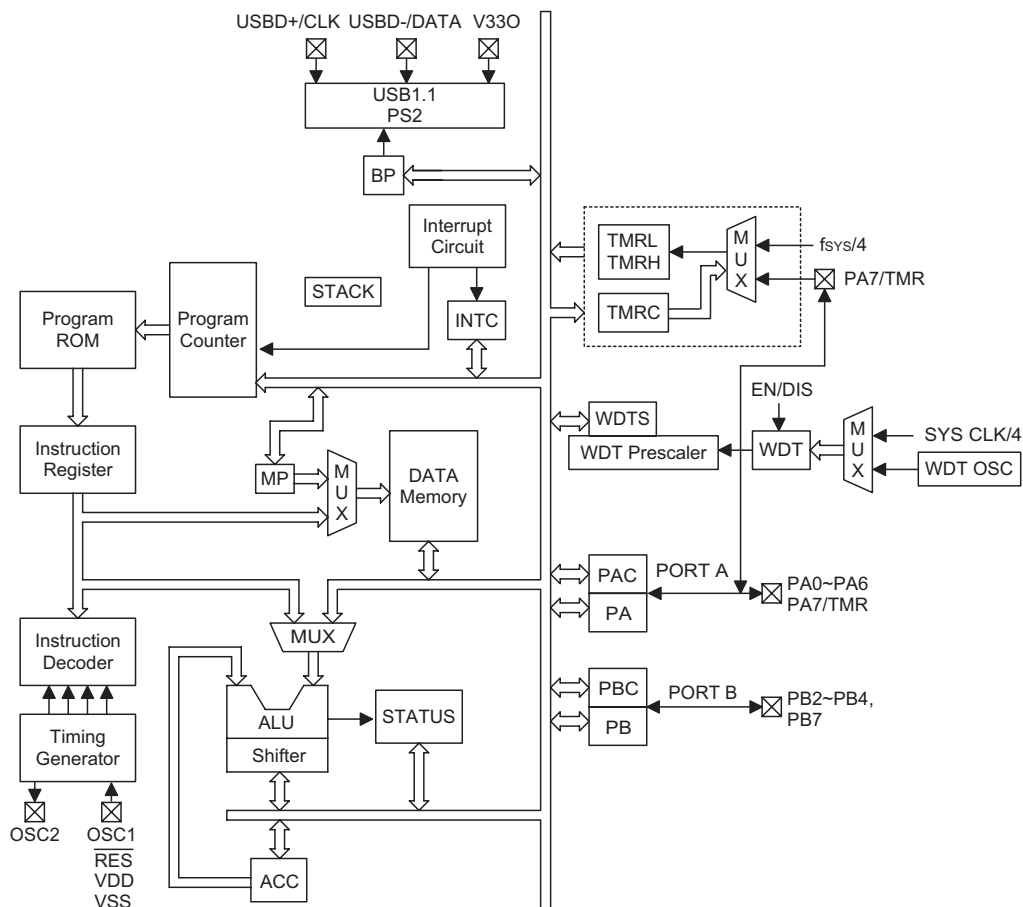 USBD+/CLK USBD-/DATA V33O
USB1.1
PS2
BP
Interrupt
Circuit
TMRL
TMRH
MUX
fSYS/4
PA7/TMR
TMRC
STACK
INTC
Program
ROM
Program
Counter
EN/DIS
WDTS
WDT Prescaler
WDT
MUX
SYS CLK/4
WDT OSC
Instruction
Register
MP
MUX
DATA
Memory
PAC
PA
PORT A
PA0~PA6
PA7/TMR
MUX
Instruction
Decoder
ALU
Shifter
STATUS
PBC
PB
PORT B
PB2~PB4,
PB7
Timing
Generator
OSC2
OSC1
RES
VDD
VSS
ACC